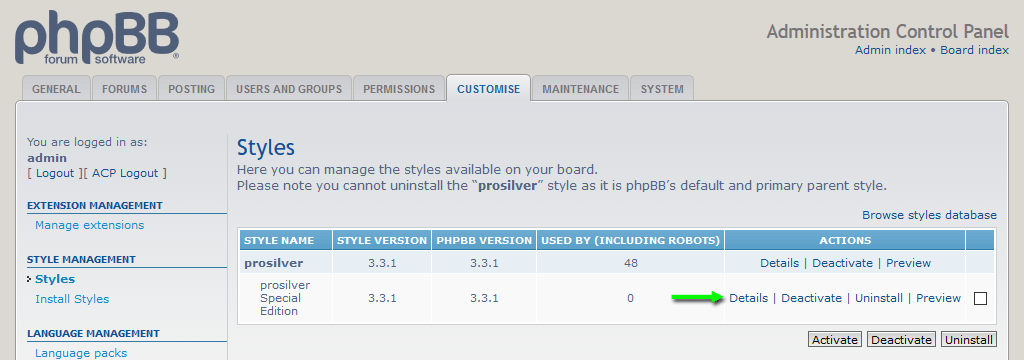 phpBB®
forum software
Administration Control Panel
Admin index • Board index
GENERAL FORUMS POSTING USERS AND GROUPS PERMISSIONS CUSTOMISE MAINTENANCE SYSTEM
You are logged in as:
admin
[ Logout ][ ACP Logout ]
EXTENSION MANAGEMENT
Manage extensions
STYLE MANAGEMENT
Styles
Install Styles
LANGUAGE MANAGEMENT
Language packs
Styles
Here you can manage the styles available on your board.
Please note you cannot uninstall the “prosilver” style as it is phpBB’s default and primary parent style.
Browse styles database
STYLE NAME STYLE VERSION PHPBB VERSION USED BY (INCLUDING ROBOTS) ACTIONS
prosilver 3.3.1 3.3.1 48 Details | Deactivate | Preview
prosilver
Special
Edition
3.3.1 3.3.1 0 Details | Deactivate | Uninstall | Preview
Activate Deactivate Uninstall